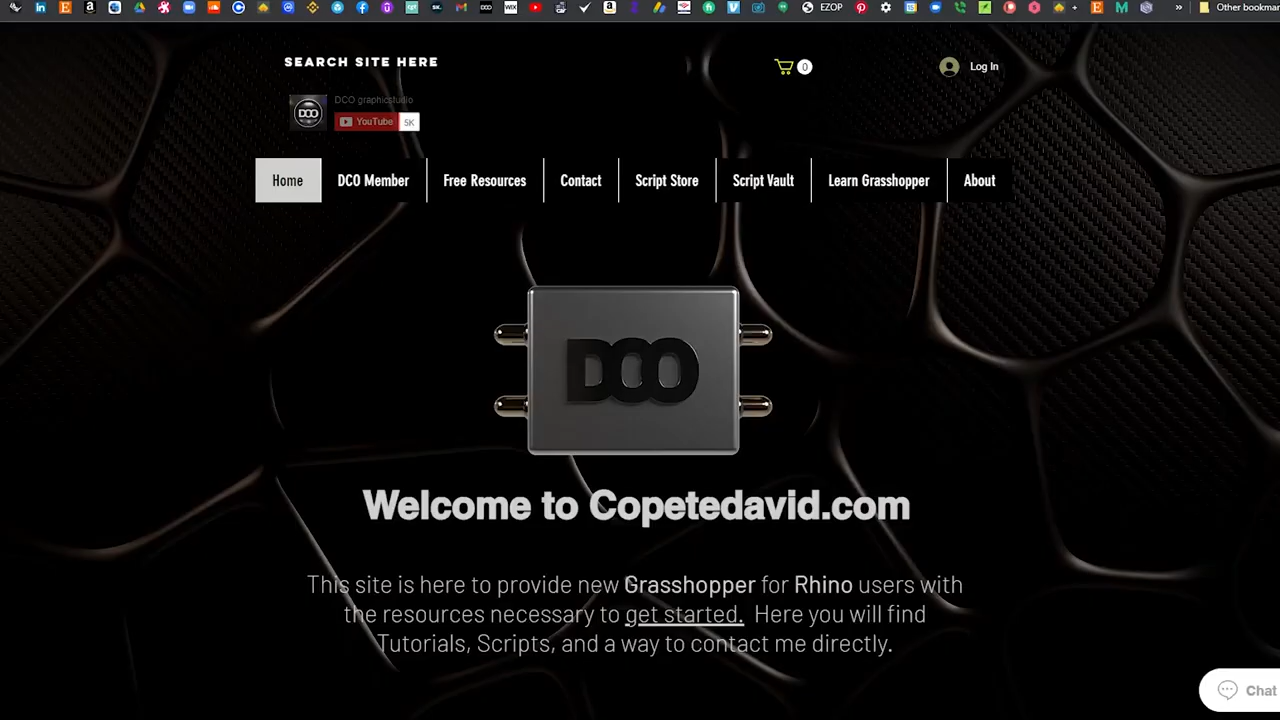 EZOP
Other bookmar
SEARCH SITE HERE
0
Log In
DCO
DCO graphicstudio
YouTube 5K
Home DCO Member Free Resources Contact Script Store Script Vault Learn Grasshopper About
DCO
Welcome to Copetedavid.com
This site is here to provide new Grasshopper for Rhino users with
the resources necessary to get started. Here you will find
Tutorials, Scripts, and a way to contact me directly.
Chat